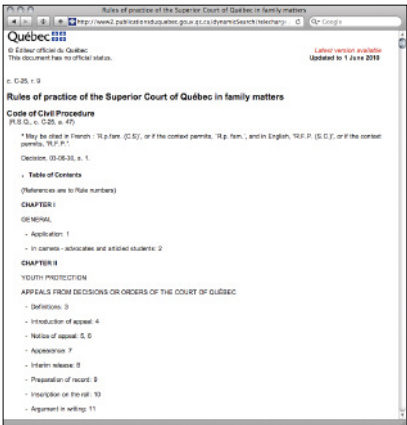 Rules of practice of the Superior Court of Québec in family matters
Google
Québec
© Éditeur officiel du Québec
This document has no official status.
Latest version available
Updated to 1 June 2010
c. C-25, r. 9
Rules of practice of the Superior Court of Québec in family matters
Code of Civil Procedure
(R.S.Q., c. C-25, a. 47)
* May be cited in French : "R.p.fam. (C.S)", or if the context permits, "R.p. fam.", and in English, "R.F.P. (S.C.)", or if the context
permits, "R.F.P.".
Decision, 03-06-30, s. 1.
Table of Contents
(References are to Rule numbers)
CHAPTER I
GENERAL
- Application: 1
- In camera - advocates and articled students: 2
CHAPTER II
YOUTH PROTECTION
APPEALS FROM DECISIONS OR ORDERS OF THE COURT OF QUÉBEC
- Definitions: 3
- Introduction of appeal: 4
- Notice of appeal: 5, 6
- Appearance: 7
- Interim release: 8
- Preparation of record: 9
- Inscription on the roll: 10
- Argument in writing: 11